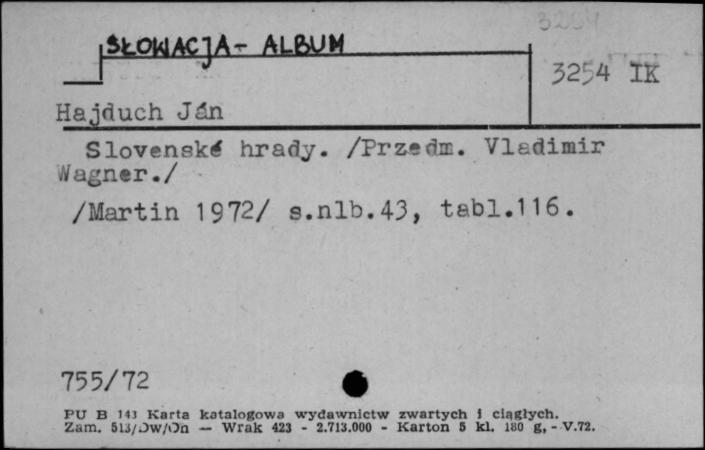 3254
SŁOWACJA - ALBUM
3254 IK
Hajduch Ján
Slovenské hrady. /Przedm. Vladimir
Wagner./
/Martin 1972/ s.nlb.43, tabl.116.
755/72
PU B 143 Karta katalogowa wydawnictw zwartych i ciągłych.
Zam. 513/Dw/On — Wrak 423 - 2.713.000 - Karton 5 kl. 180 g, - V.72.